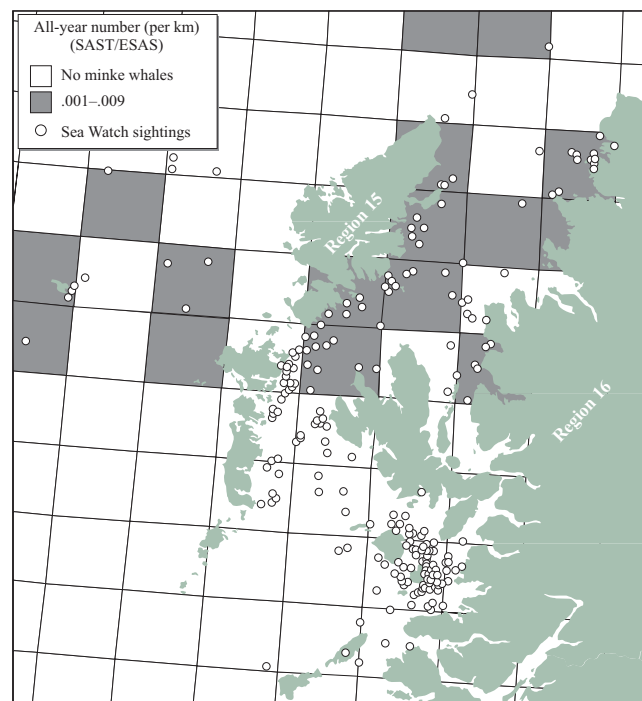 All-year number (per km)
(SAST/ESAS)
No minke whales
.001–.009
Sea Watch sightings
Region 15
Region 16